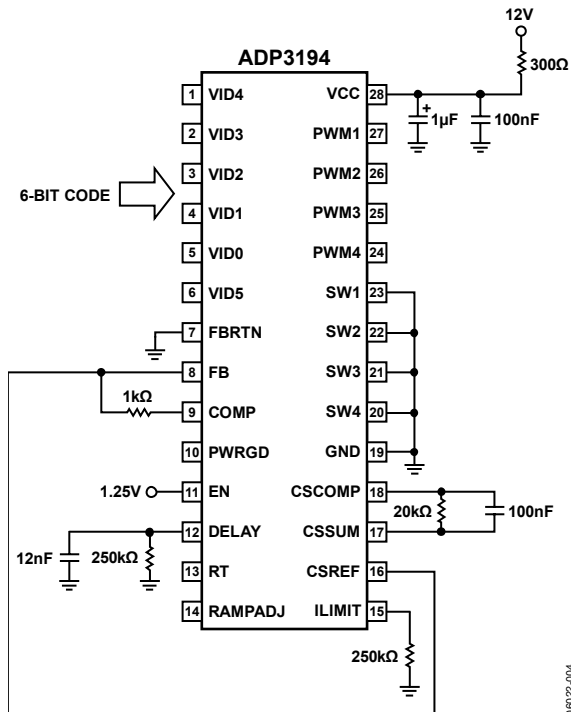 12V
300Ω
ADP3194
1 VID4
VCC 28
+
1µF
100nF
2 VID3
PWM1 27
3 VID2
PWM2 26
6-BIT CODE
4 VID1
PWM3 25
5 VID0
PWM4 24
6 VID5
SW1 23
7 FBRTN
SW2 22
8 FB
SW3 21
1kΩ
9 COMP
SW4 20
10 PWRGD
GND 19
1.25V
11 EN
CSCOMP 18
20kΩ
100nF
12 DELAY
CSSUM 17
12nF
250kΩ
13 RT
CSREF 16
14 RAMPADJ
ILIMIT 15
250kΩ
06022-004